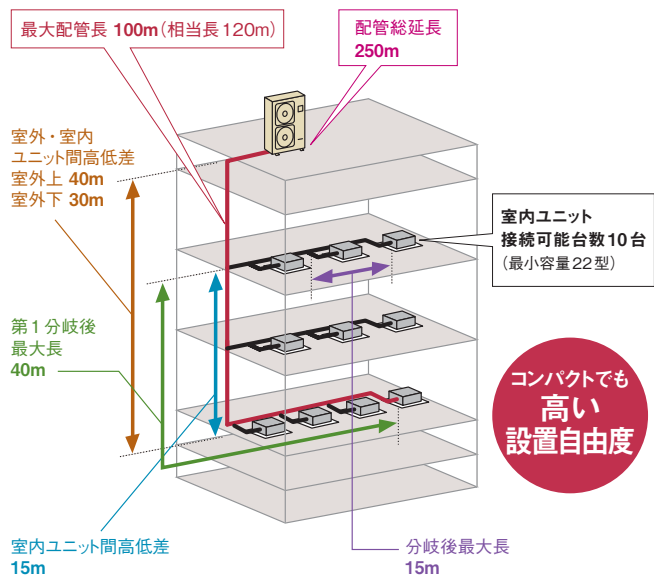 最大配管長 100m（相当長120m）
配管総延長
250m
室外・室内
ユニット間高低差
室外上 40m
室外下 30m
室内ユニット
接続可能台数10台
（最小容量22型）
第1分岐後
最大長
40m
コンパクトでも
高い
設置自由度
室内ユニット間高低差
15m
分岐後最大長
15m